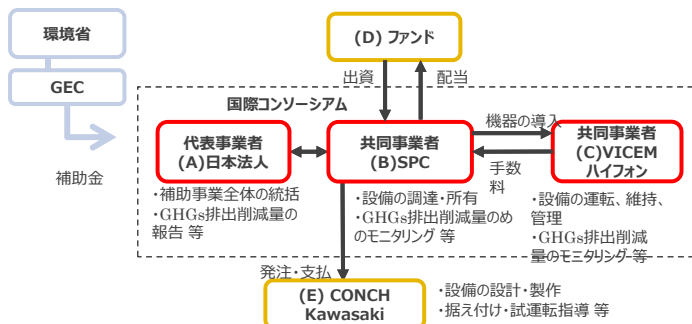 環境省
GEC
補助金
(D) ファンド
出資
配当
国際コンソーシアム
代表事業者
(A)日本法人
共同事業者
(B)SPC
機器の導入
手数
料
共同事業者
(C)VICEM
ハイフォン
・補助事業全体の統括
・GHGs排出削減量の
報告 等
・設備の調達・所有
・GHGs排出削減量のめ
のモニタリング 等
・設備の運転、維持、
管理
・GHGs排出削減
量のモニタリング 等
発注・支払
(E) CONCH
Kawasaki
・設備の設計・製作
・据え付け・試運転指導 等